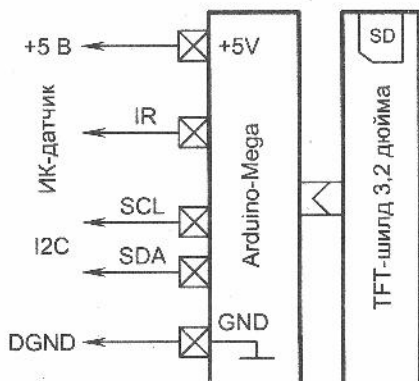 +5 В
+5V
SD
ИК-датчик
IR
Arduino-Mega
TFT-шилд 3,2 дюйма
SCL
I2C
SDA
GND
DGND